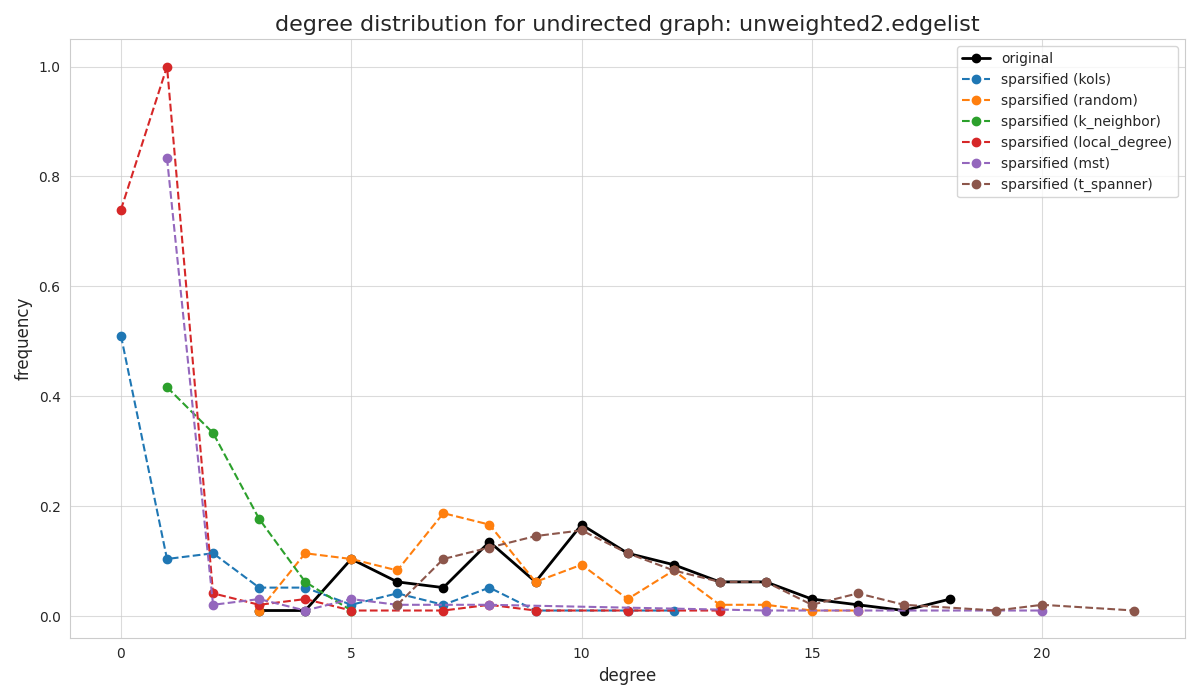 degree distribution for undirected graph: unweighted2.edgelist
original
sparsified (kols)
sparsified (random)
sparsified (k_neighbor)
sparsified (local_degree)
sparsified (mst)
sparsified (t_spanner)
frequency
1.0
0.8
0.6
0.4
0.2
0.0
0 5 10 15 20
degree